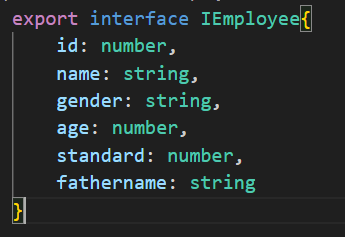 export interface IEmployee{
    id: number,
    name: string,
    gender: string,
    age: number,
    standard: number,
    fathername: string
}